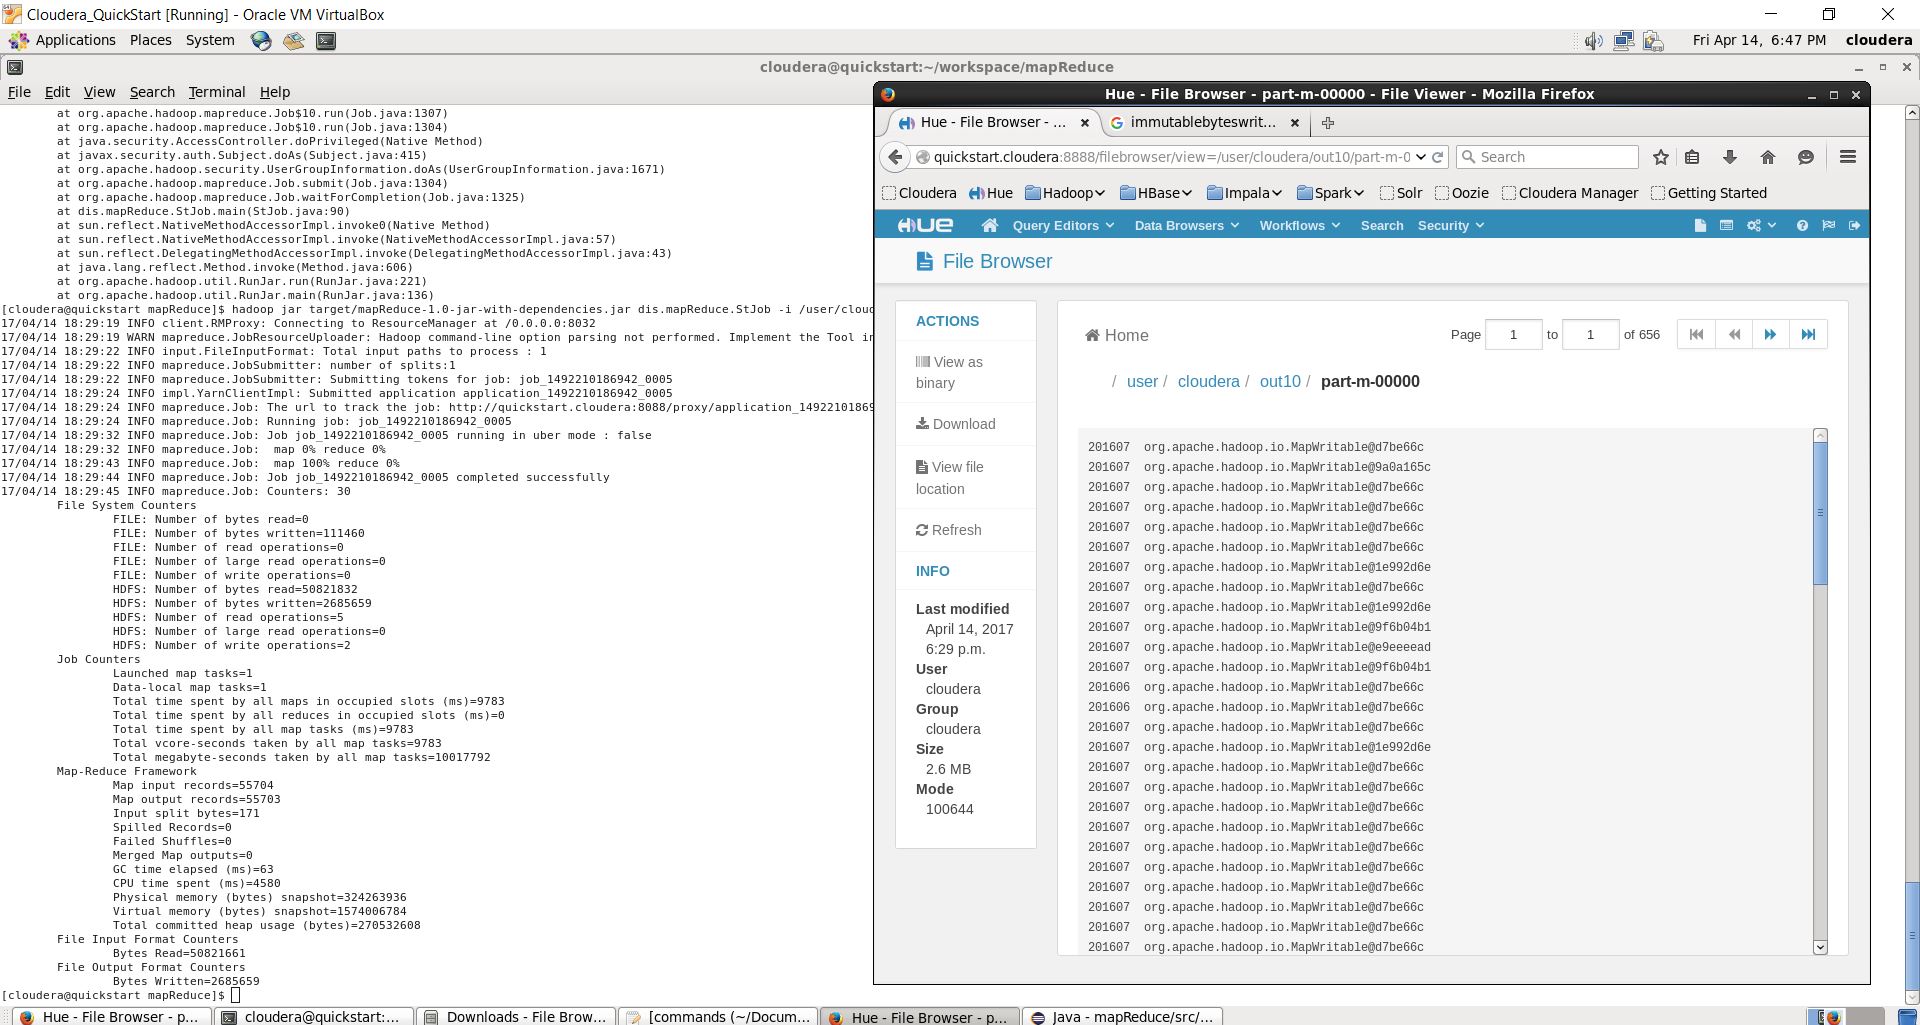 Cloudera_QuickStart [Running] - Oracle VM VirtualBox
Applications Places System
Fri Apr 14, 6:47 PM cloudera
cloudera@quickstart:~/workspace/mapReduce
File Edit View Search Terminal Help
at org.apache.hadoop.mapreduce.Job$10.run(Job.java:1307)
at org.apache.hadoop.mapreduce.Job$10.run(Job.java:1304)
at java.security.AccessController.doPrivileged(Native Method)
at javax.security.auth.Subject.doAs(Subject.java:415)
at org.apache.hadoop.security.UserGroupInformation.doAs(UserGroupInformation.java:1671)
at org.apache.hadoop.mapreduce.Job.submit(Job.java:1304)
at org.apache.hadoop.mapreduce.Job.waitForCompletion(Job.java:1325)
at dis.mapReduce.StJob.main(StJob.java:90)
at sun.reflect.NativeMethodAccessorImpl.invoke0(Native Method)
at sun.reflect.NativeMethodAccessorImpl.invoke(NativeMethodAccessorImpl.java:57)
at sun.reflect.DelegatingMethodAccessorImpl.invoke(DelegatingMethodAccessorImpl.java:43)
at java.lang.reflect.Method.invoke(Method.java:606)
at org.apache.hadoop.util.RunJar.run(RunJar.java:221)
at org.apache.hadoop.util.RunJar.main(RunJar.java:136)
[cloudera@quickstart mapReduce]$ hadoop jar target/mapReduce-1.0-jar-with-dependencies.jar dis.mapReduce.StJob -i /user/clou
17/04/14 18:29:19 INFO client.RMProxy: Connecting to ResourceManager at /0.0.0.0:8032
17/04/14 18:29:19 WARN mapreduce.JobResourceUploader: Hadoop command-line option parsing not performed. Implement the Tool in
17/04/14 18:29:22 INFO input.FileInputFormat: Total input paths to process : 1
17/04/14 18:29:22 INFO mapreduce.JobSubmitter: number of splits:1
17/04/14 18:29:22 INFO mapreduce.JobSubmitter: Submitting tokens for job: job_1492210186942_0005
17/04/14 18:29:22 INFO impl.YarnClientImpl: Submitted application application_1492210186942_0005
17/04/14 18:29:24 INFO mapreduce.Job: The url to track the job: http://quickstart.cloudera:8088/proxy/application_14922101869
17/04/14 18:29:24 INFO mapreduce.Job: Running job: job_1492210186942_0005
17/04/14 18:29:32 INFO mapreduce.Job: Job job_1492210186942_0005 running in uber mode : false
17/04/14 18:29:32 INFO mapreduce.Job:  map 0% reduce 0%
17/04/14 18:29:43 INFO mapreduce.Job:  map 100% reduce 0%
17/04/14 18:29:44 INFO mapreduce.Job: Job job_1492210186942_0005 completed successfully
17/04/14 18:29:45 INFO mapreduce.Job: Counters: 30
File System Counters
FILE: Number of bytes read=0
FILE: Number of bytes written=111460
FILE: Number of read operations=0
FILE: Number of large read operations=0
FILE: Number of write operations=0
HDFS: Number of bytes read=50821832
HDFS: Number of bytes written=2685659
HDFS: Number of read operations=5
HDFS: Number of large read operations=0
HDFS: Number of write operations=2
Job Counters
Launched map tasks=1
Data-local map tasks=1
Total time spent by all maps in occupied slots (ms)=9783
Total time spent by all reduces in occupied slots (ms)=0
Total time spent by all map tasks (ms)=9783
Total vcore-seconds taken by all map tasks=9783
Total megabyte-seconds taken by all map tasks=10017792
Map-Reduce Framework
Map input records=55704
Map output records=55703
Input split bytes=171
Spilled Records=0
Failed Shuffles=0
Merged Map outputs=0
GC time elapsed (ms)=63
CPU time spent (ms)=4580
Physical memory (bytes) snapshot=324263936
Virtual memory (bytes) snapshot=1574006784
Total committed heap usage (bytes)=270532608
File Input Format Counters
Bytes Read=50821661
File Output Format Counters
Bytes Written=2685659
[cloudera@quickstart mapReduce]$
Hue - File Browser - part-m-00000 - File Viewer - Mozilla Firefox
Hue - File Browser - ... immutablebyteswrit...
quickstart.cloudera:8888/filebrowser/view=/user/cloudera/out10/part-m-0 Search
Cloudera Hue Hadoop HBase Impala Spark Solr Oozie Cloudera Manager Getting Started
HUE Query Editors Data Browsers Workflows Search Security
File Browser
ACTIONS
View as
binary
Download
View file
location
Refresh
INFO
Last modified
April 14, 2017
6:29 p.m.
User
cloudera
Group
cloudera
Size
2.6 MB
Mode
100644
Home Page 1 to 1 of 656
/ user / cloudera / out10 / part-m-00000
201607 org.apache.hadoop.io.MapWritable@d7be66c
201607 org.apache.hadoop.io.MapWritable@9a0a165c
201607 org.apache.hadoop.io.MapWritable@d7be66c
201607 org.apache.hadoop.io.MapWritable@d7be66c
201607 org.apache.hadoop.io.MapWritable@d7be66c
201607 org.apache.hadoop.io.MapWritable@d7be66c
201607 org.apache.hadoop.io.MapWritable@1e992d6e
201607 org.apache.hadoop.io.MapWritable@d7be66c
201607 org.apache.hadoop.io.MapWritable@1e992d6e
201607 org.apache.hadoop.io.MapWritable@9f6b04b1
201607 org.apache.hadoop.io.MapWritable@e9eeeead
201607 org.apache.hadoop.io.MapWritable@9f6b04b1
201606 org.apache.hadoop.io.MapWritable@d7be66c
201606 org.apache.hadoop.io.MapWritable@d7be66c
201607 org.apache.hadoop.io.MapWritable@d7be66c
201607 org.apache.hadoop.io.MapWritable@1e992d6e
201607 org.apache.hadoop.io.MapWritable@d7be66c
201607 org.apache.hadoop.io.MapWritable@d7be66c
201607 org.apache.hadoop.io.MapWritable@d7be66c
201607 org.apache.hadoop.io.MapWritable@d7be66c
201607 org.apache.hadoop.io.MapWritable@d7be66c
201607 org.apache.hadoop.io.MapWritable@d7be66c
201607 org.apache.hadoop.io.MapWritable@d7be66c
201607 org.apache.hadoop.io.MapWritable@d7be66c
201607 org.apache.hadoop.io.MapWritable@d7be66c
201607 org.apache.hadoop.io.MapWritable@d7be66c
Hue - File Browser - p... cloudera@quickstart:... Downloads - File Brow... [commands (~/Docum... Hue - File Browser - p... Java - mapReduce/src/...